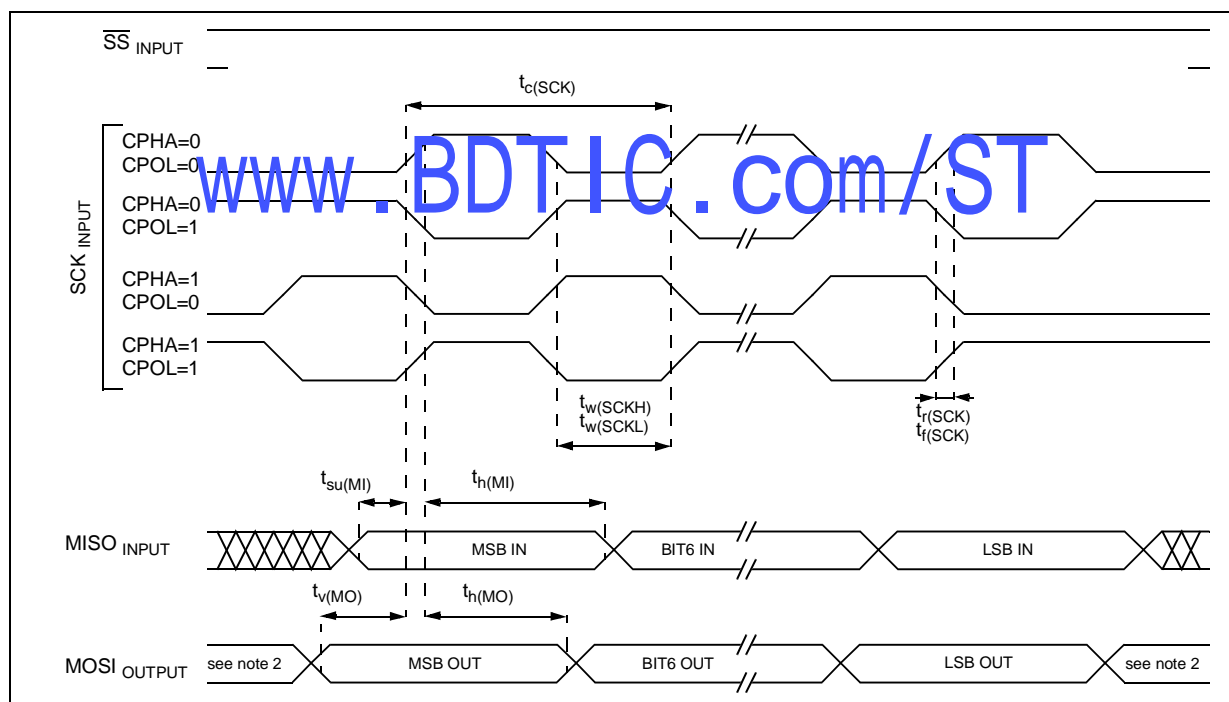 SS INPUT
tc(SCK)
CPHA=0
CPOL=0
www.BDTIC.com/ST
CPHA=0
CPOL=1
SCK INPUT
CPHA=1
CPOL=0
CPHA=1
CPOL=1
tw(SCKH)
tw(SCKL)
tr(SCK)
tf(SCK)
tsu(MI)
th(MI)
MISO INPUT
MSB IN
BIT6 IN
LSB IN
tv(MO)
th(MO)
MOSI OUTPUT
see note 2
MSB OUT
BIT6 OUT
LSB OUT
see note 2